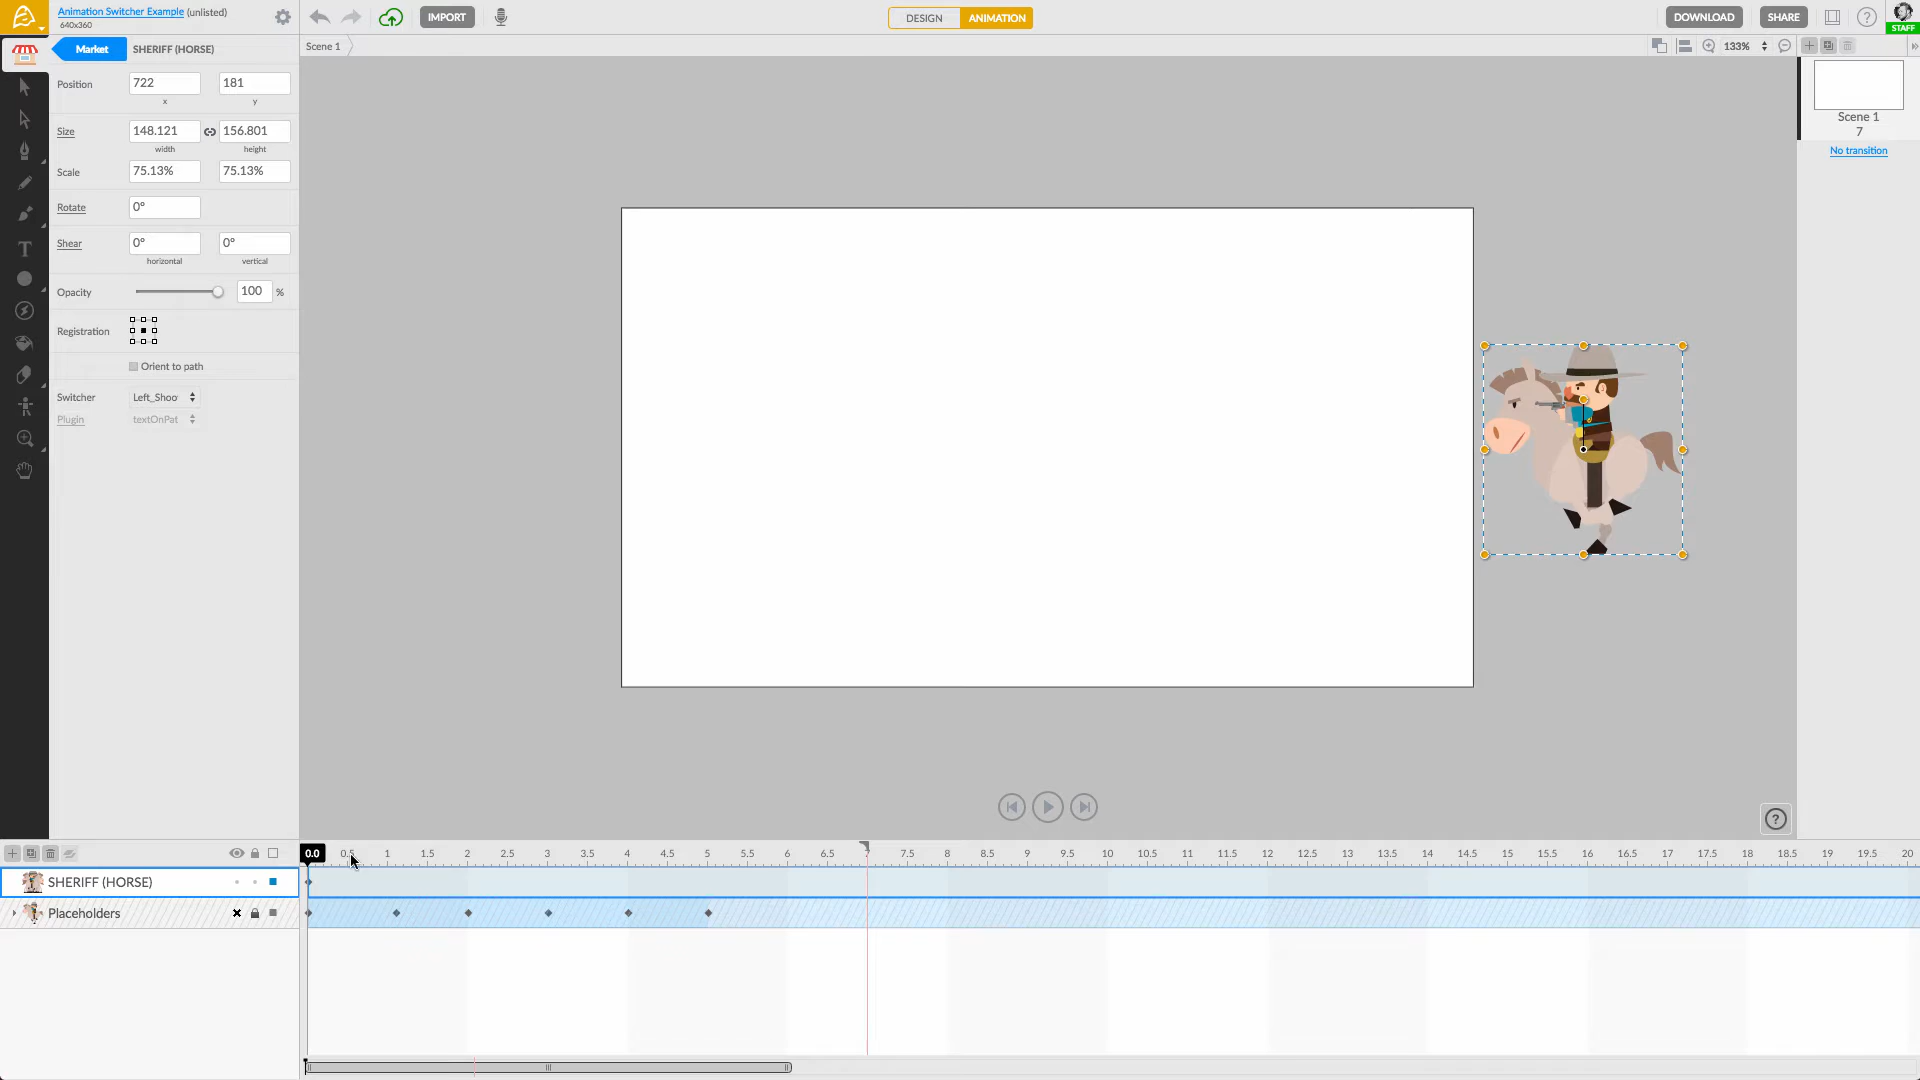 Animation Switcher Example (unlisted)
640x360
IMPORT
DESIGN
ANIMATION
DOWNLOAD
SHARE
?
STAFF
Market
SHERIFF (HORSE)
Scene 1
133%
Position
722
181
x
y
Size
148.121
156.801
width
height
Scale
75.13%
75.13%
Rotate
0°
Shear
0°
0°
horizontal
vertical
Opacity
100
%
Registration
Orient to path
Switcher
Left_Shoo
Plugin
textOnPat
T
Scene 1
7
No transition
?
0.0
0.5 1 1.5 2 2.5 3 3.5 4 4.5 5 5.5 6 6.5 7 7.5 8 8.5 9 9.5 10 10.5 11 11.5 12 12.5 13 13.5 14 14.5 15 15.5 16 16.5 17 17.5 18 18.5 19 19.5 20
SHERIFF (HORSE)
Placeholders